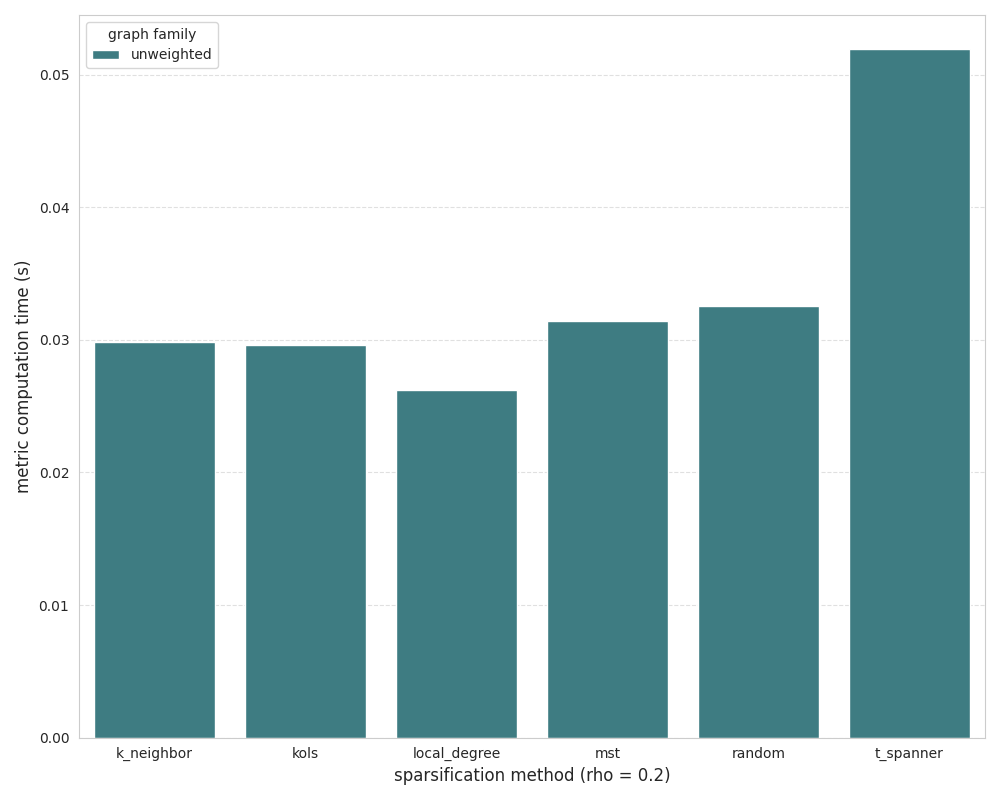 graph family
unweighted
0.05
0.04
0.03
0.02
0.01
0.00
metric computation time (s)
k_neighbor kols local_degree mst random t_spanner
sparsification method (rho = 0.2)